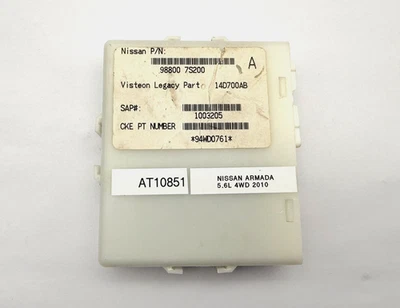 Nissan P/N:
98800 7S200
A
Visteon Legacy Part: 14D700AB
SAP#:
1003205
CKE PT NUMBER
*94WD0761*
AT10851
NISSAN ARMADA
5.6L 4WD 2010